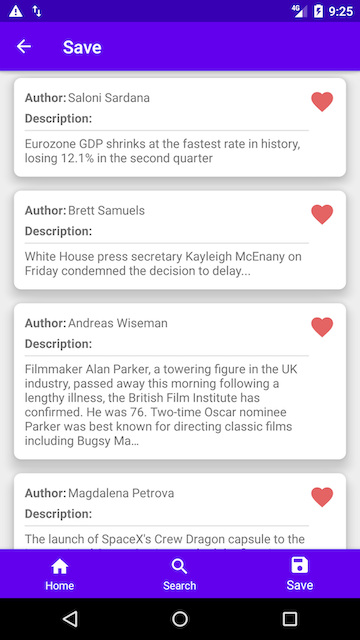 4G
9:25
Save
Author: Saloni Sardana
Description:
Eurozone GDP shrinks at the fastest rate in history,
losing 12.1% in the second quarter
Author: Brett Samuels
Description:
White House press secretary Kayleigh McEnany on
Friday condemned the decision to delay...
Author: Andreas Wiseman
Description:
Filmmaker Alan Parker, a towering figure in the UK
industry, passed away this morning following a
lengthy illness, the British Film Institute has
confirmed. He was 76. Two-time Oscar nominee
Parker was best known for directing classic films
including Bugsy Ma…
Author: Magdalena Petrova
Description:
The launch of SpaceX's Crew Dragon capsule to the
Home
Search
Save